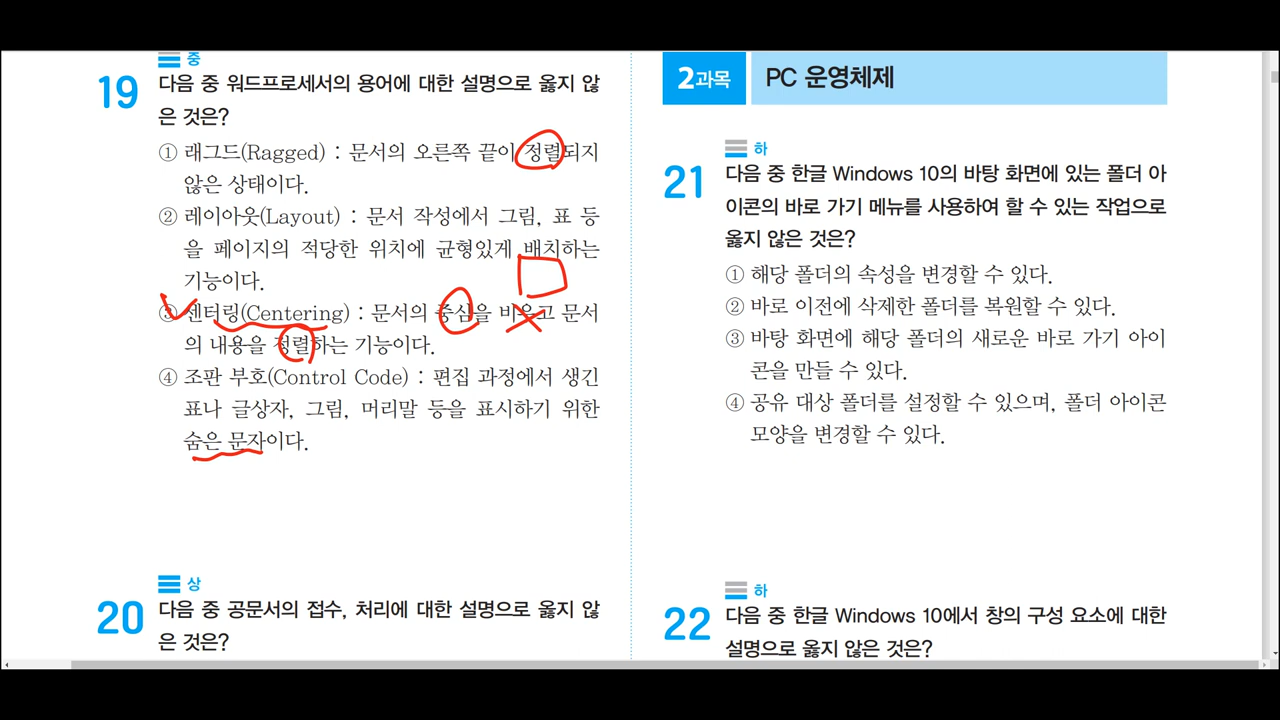 중
19 다음 중 워드프로세서의 용어에 대한 설명으로 옳지 않
은 것은?
① 래그드(Ragged) : 문서의 오른쪽 끝이 정렬되지
않은 상태이다.
② 레이아웃(Layout) : 문서 작성에서 그림, 표 등
을 페이지의 적당한 위치에 균형있게 배치하는
기능이다.
③ 센터링(Centering) : 문서의 중심을 비우고 문서
의 내용을 정렬하는 기능이다.
④ 조판 부호(Control Code) : 편집 과정에서 생긴
표나 글상자, 그림, 머리말 등을 표시하기 위한
숨은 문자이다.
상
20 다음 중 공문서의 접수, 처리에 대한 설명으로 옳지 않
은 것은?
2과목 PC 운영체제
하
21 다음 중 한글 Windows 10의 바탕 화면에 있는 폴더 아
이콘의 바로 가기 메뉴를 사용하여 할 수 있는 작업으로
옳지 않은 것은?
① 해당 폴더의 속성을 변경할 수 있다.
② 바로 이전에 삭제한 폴더를 복원할 수 있다.
③ 바탕 화면에 해당 폴더의 새로운 바로 가기 아이
콘을 만들 수 있다.
④ 공유 대상 폴더를 설정할 수 있으며, 폴더 아이콘
모양을 변경할 수 있다.
하
22 다음 중 한글 Windows 10에서 창의 구성 요소에 대한
설명으로 옳지 않은 것은?